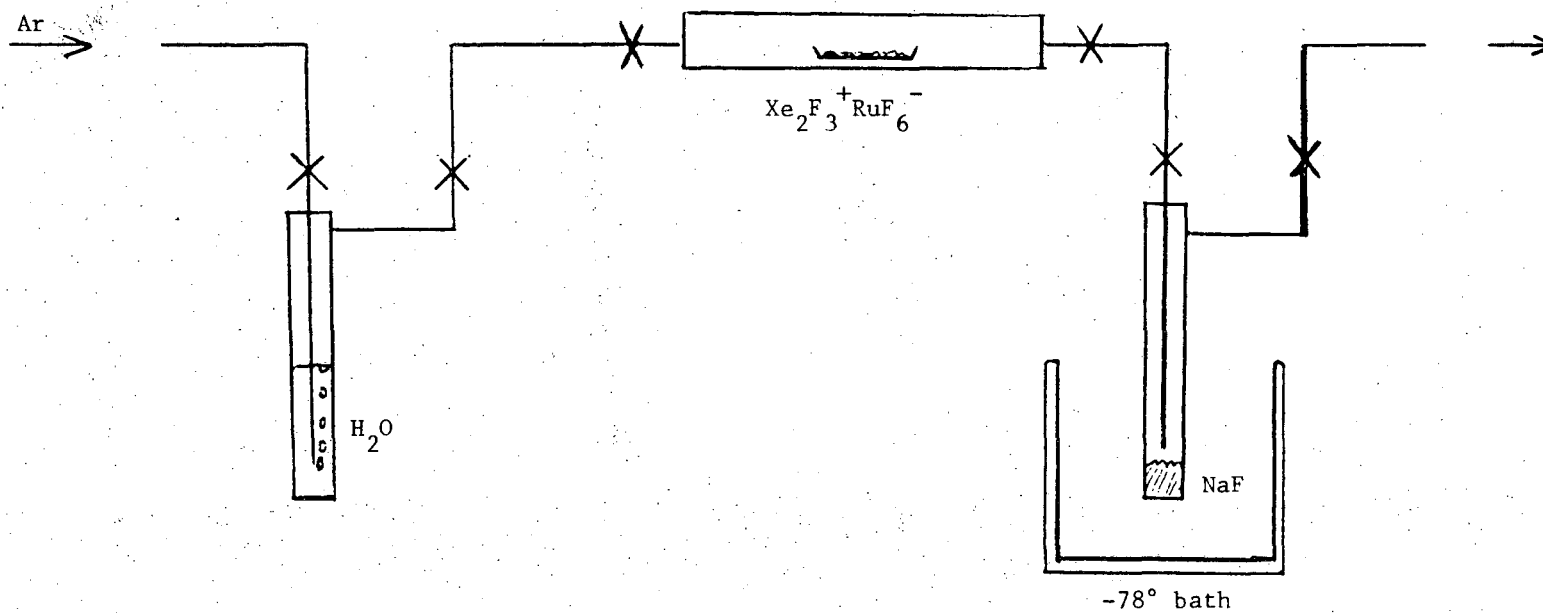 Ar
Xe₂F₃⁺RuF₆⁻
H₂O
NaF
-78° bath